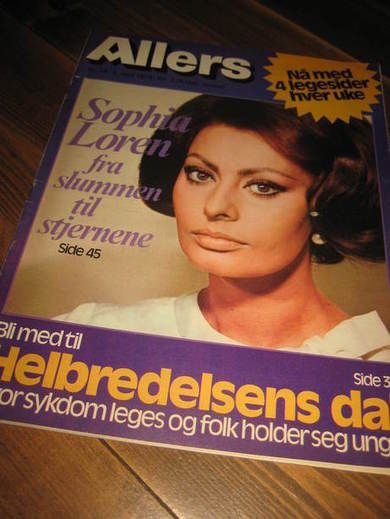 Allers
Nå med
4 legesider
hver uke
Sophia
Loren
fra
slummen
til
stjernene
Side 45
Bli med til
Side 3
Helbredelsens da
vor sykdom leges og folk holder seg ung